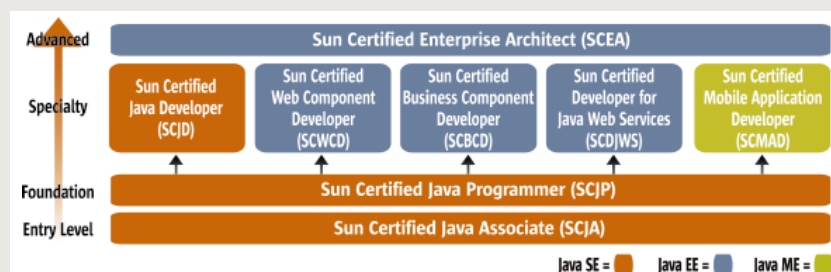 Advanced
Sun Certified Enterprise Architect (SCEA)
Specialty
Sun Certified
Java Developer
(SCJD)
Sun Certified
Web Component
Developer
(SCWCD)
Sun Certified
Business Component
Developer
(SCBCD)
Sun Certified
Developer for
Java Web Services
(SCDJWS)
Sun Certified
Mobile Application
Developer
(SCMAD)
Foundation
Sun Certified Java Programmer (SCJP)
Entry Level
Sun Certified Java Associate (SCJA)
Java SE = Java EE = Java ME =